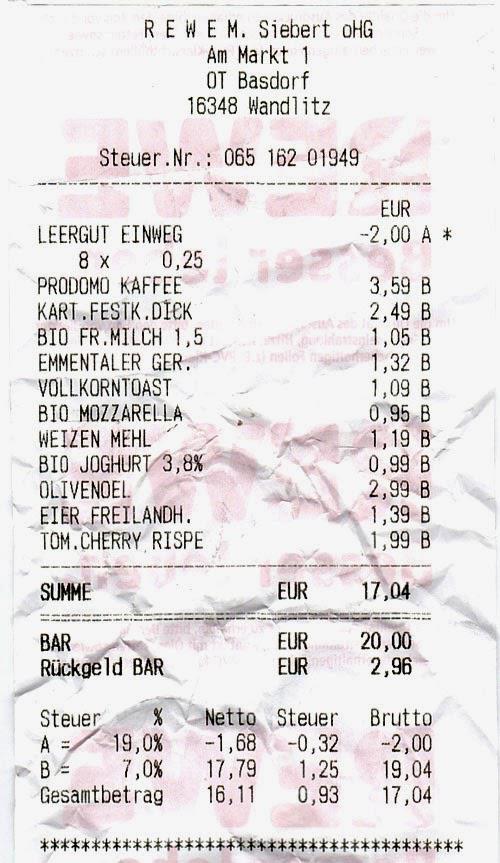 R E W E M. Siebert oHG
Am Markt 1
OT Basdorf
16348 Wandlitz
Steuer.Nr.: 065 162 01949
EUR
LEERGUT EINWEG -2,00 A *
8 x 0,25
PRODOMO KAFFEE 3,59 B
KART.FESTK.DICK 2,49 B
BIO FR.MILCH 1,5 1,05 B
EMMENTALER GER. 1,32 B
VOLLKORNTOAST 1,09 B
BIO MOZZARELLA 0,95 B
WEIZEN MEHL 1,19 B
BIO JOGHURT 3,8% 0,99 B
OLIVENOEL 2,99 B
EIER FREILANDH. 1,39 B
TOM.CHERRY RISPE 1,99 B
SUMME EUR 17,04
BAR EUR 20,00
Rückgeld BAR EUR 2,96
Steuer % Netto Steuer Brutto
A = 19,0% -1,68 -0,32 -2,00
B = 7,0% 17,79 1,25 19,04
Gesamtbetrag 16,11 0,93 17,04
******************************************